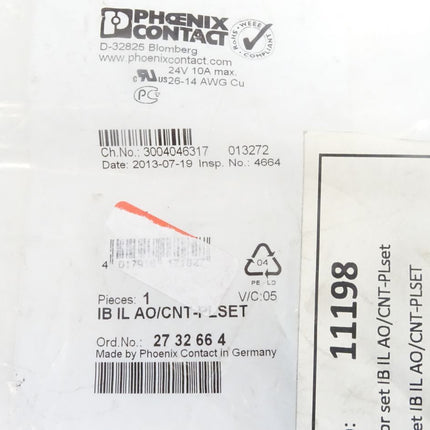 PHŒNIX
CONTACT
RoHS
COMPLIANT
D-32825 Blomberg
www.phoenixcontact.com
24V 10A max.
c RU us 26-14 AWG Cu
PC
Ch.No.: 3004046317 013272
Date: 2013-07-19 Insp. No.: 4664
04
PE-LD
Pieces: 1 V/C:05
IB IL AO/CNT-PLSET
Ord.No.: 27 32 66 4
Made by Phoenix Contact in Germany
11198
or set IB IL AO/CNT-PLset
IB IL AO/CNT-PLSET